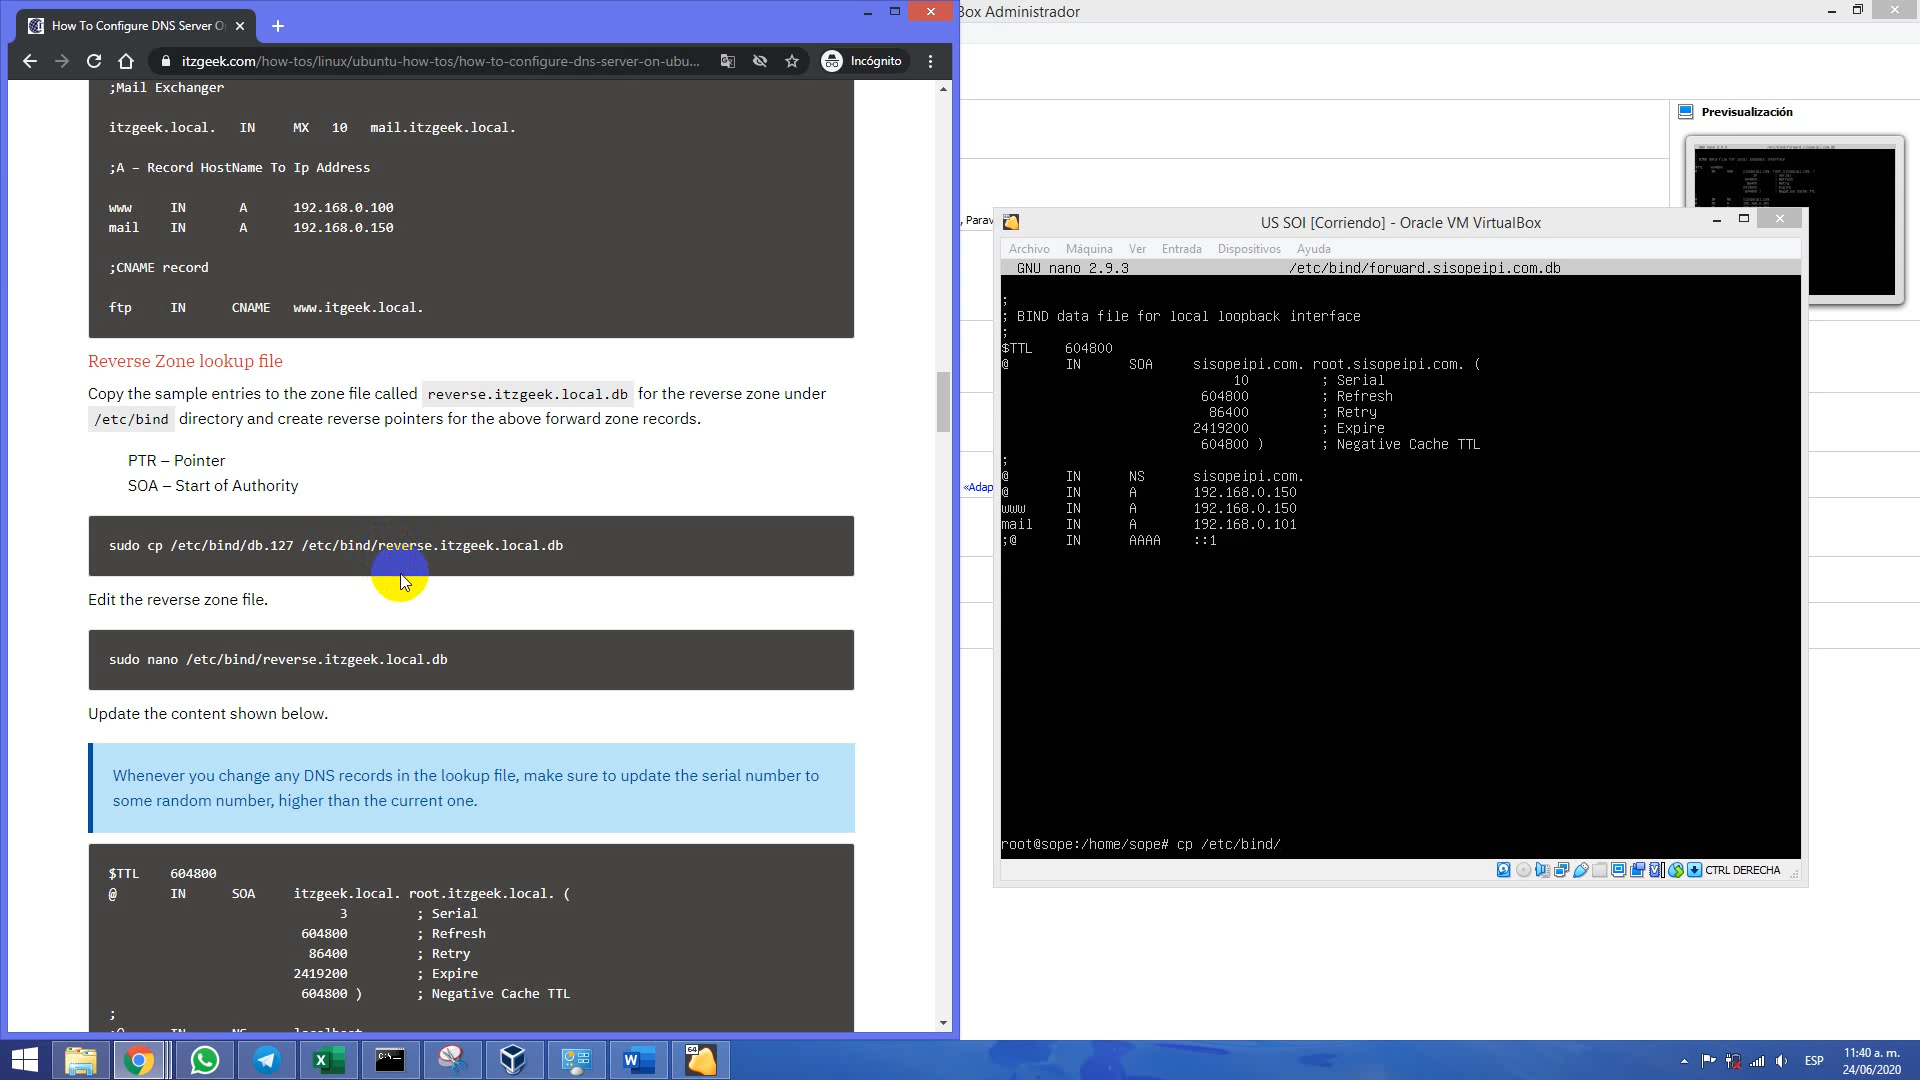 How To Configure DNS Server O
itzgeek.com/how-tos/linux/ubuntu-how-tos/how-to-configure-dns-server-on-ubu...
Incógnito
;Mail Exchanger
itzgeek.local. IN MX 10 mail.itzgeek.local.
;A – Record HostName To Ip Address
www IN A 192.168.0.100
mail IN A 192.168.0.150
;CNAME record
ftp IN CNAME www.itgeek.local.
Reverse Zone lookup file
Copy the sample entries to the zone file called reverse.itzgeek.local.db for the reverse zone under
/etc/bind directory and create reverse pointers for the above forward zone records.
PTR – Pointer
SOA – Start of Authority
sudo cp /etc/bind/db.127 /etc/bind/reverse.itzgeek.local.db
Edit the reverse zone file.
sudo nano /etc/bind/reverse.itzgeek.local.db
Update the content shown below.
Whenever you change any DNS records in the lookup file, make sure to update the serial number to
some random number, higher than the current one.
$TTL 604800
@ IN SOA itzgeek.local. root.itzgeek.local. (
3 ; Serial
604800 ; Refresh
86400 ; Retry
2419200 ; Expire
604800 ) ; Negative Cache TTL
;
Box Administrador
Previsualización
, Parav
«Adap
US SOI [Corriendo] - Oracle VM VirtualBox
Archivo Máquina Ver Entrada Dispositivos Ayuda
GNU nano 2.9.3 /etc/bind/forward.sisopeipi.com.db
;
; BIND data file for local loopback interface
;
$TTL 604800
@ IN SOA sisopeipi.com. root.sisopeipi.com. (
10 ; Serial
604800 ; Refresh
86400 ; Retry
2419200 ; Expire
604800 ) ; Negative Cache TTL
;
@ IN NS sisopeipi.com.
@ IN A 192.168.0.150
www IN A 192.168.0.150
mail IN A 192.168.0.101
;@ IN AAAA ::1
root@sope:/home/sope# cp /etc/bind/
CTRL DERECHA
64
ESP
11:40 a. m.
24/06/2020